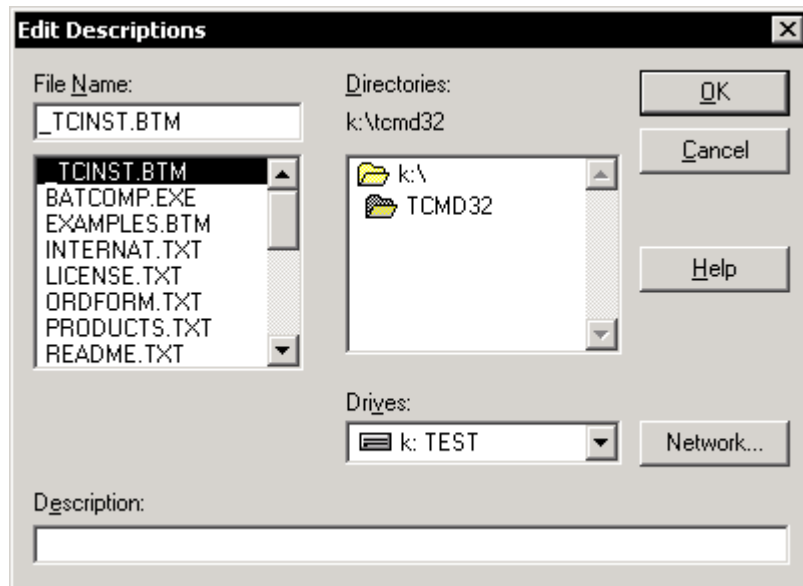 Edit Descriptions
File Name:
_TCINST.BTM
_TCINST.BTM
BATCOMP.EXE
EXAMPLES.BTM
INTERNAT.TXT
LICENSE.TXT
ORDFORM.TXT
PRODUCTS.TXT
README.TXT
Directories:
k:\tcmd32
k:\
TCMD32
Drives:
k: TEST
OK
Cancel
Help
Network...
Description: